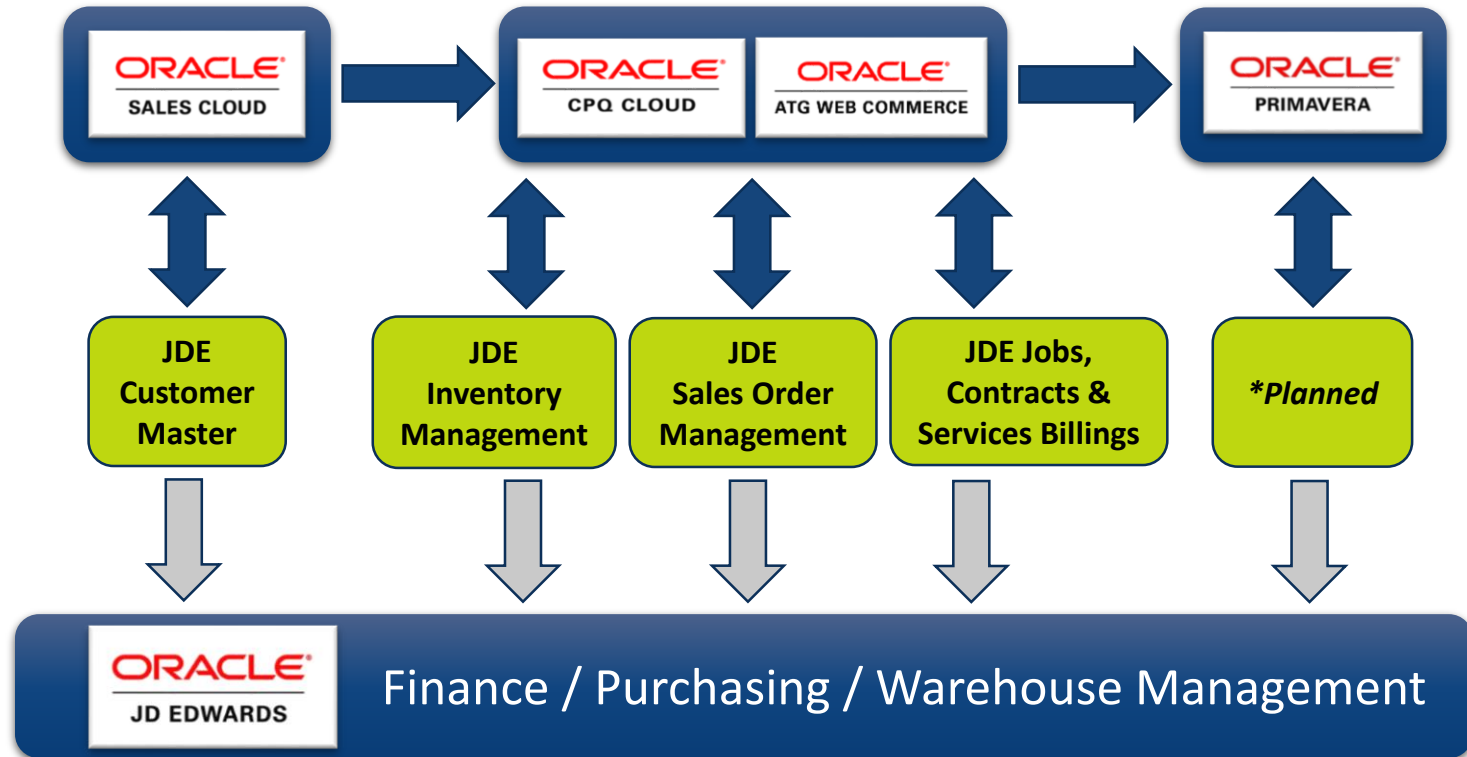 ORACLE®
SALES CLOUD
ORACLE®
CPQ CLOUD
ORACLE®
ATG WEB COMMERCE
ORACLE®
PRIMAVERA
JDE
Customer
Master
JDE
Inventory
Management
JDE
Sales Order
Management
JDE Jobs,
Contracts &
Services Billings
*Planned
ORACLE®
JD EDWARDS
Finance / Purchasing / Warehouse Management